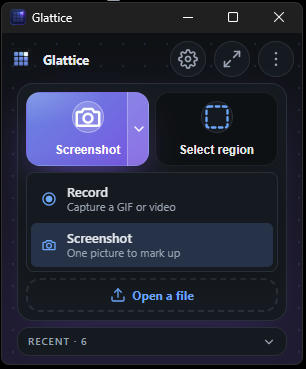 Glattice
Glattice
Screenshot
Select region
Record
Capture a GIF or video
Screenshot
One picture to mark up
Open a file
RECENT · 6